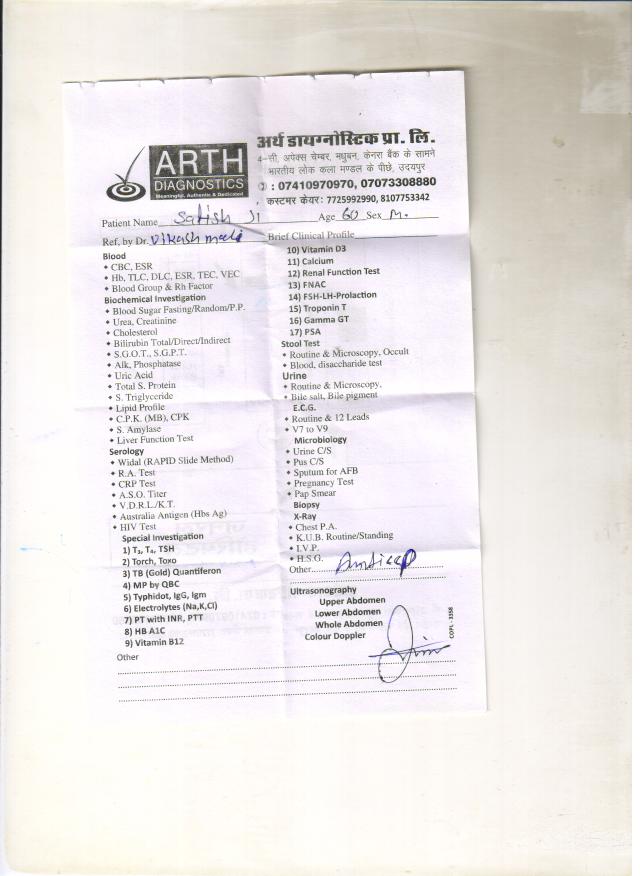 ARTH
DIAGNOSTICS
Meaningful, Authentic & Dedicated
अर्थ डायग्नोस्टिक प्रा. लि.
4-सी, अपेक्स चेम्बर, मधुबन, केनरा बैंक के सामने
भारतीय लोक कला मण्डल के पीछे, उदयपुर
: 07410970970, 07073308880
कस्टमर केयर: 7725992990, 8107753342
Patient Name Satish Ji Age 60 Sex M.
Ref, by Dr. Vikash Brief Clinical Profile
Blood
CBC, ESR
Hb, TLC, DLC, ESR, TEC, VEC
Blood Group & Rh Factor
Biochemical Investigation
Blood Sugar Fasting/Random/P.P.
Urea, Creatinine
Cholesterol
Bilirubin Total/Direct/Indirect
S.G.O.T., S.G.P.T.
Alk, Phosphatase
Uric Acid
Total S. Protein
S. Triglyceride
Lipid Profile
C.P.K. (MB), CPK
S. Amylase
Liver Function Test
Serology
Widal (RAPID Slide Method)
R.A. Test
CRP Test
A.S.O. Titer
V.D.R.L./K.T.
Australia Antigen (Hbs Ag)
HIV Test
Special Investigation
1) T₃, T₄, TSH
2) Torch, Toxo
3) TB (Gold) Quantiferon
4) MP by QBC
5) Typhidot, IgG, Igm
6) Electrolytes (Na,K,Cl)
7) PT with INR, PTT
8) HB A1C
9) Vitamin B12
Other
10) Vitamin D3
11) Calcium
12) Renal Function Test
13) FNAC
14) FSH-LH-Prolaction
15) Troponin T
16) Gamma GT
17) PSA
Stool Test
Routine & Microscopy, Occult
Blood, disaccharide test
Urine
Routine & Microscopy,
Bile salt, Bile pigment
E.C.G.
Routine & 12 Leads
V7 to V9
Microbiology
Urine C/S
Pus C/S
Sputum for AFB
Pregnancy Test
Pap Smear
Biopsy
X-Ray
Chest P.A.
K.U.B. Routine/Standing
I.V.P.
H.S.G.
Other
Ultrasonography
Upper Abdomen
Lower Abdomen
Whole Abdomen
Colour Doppler
COPL - 3358